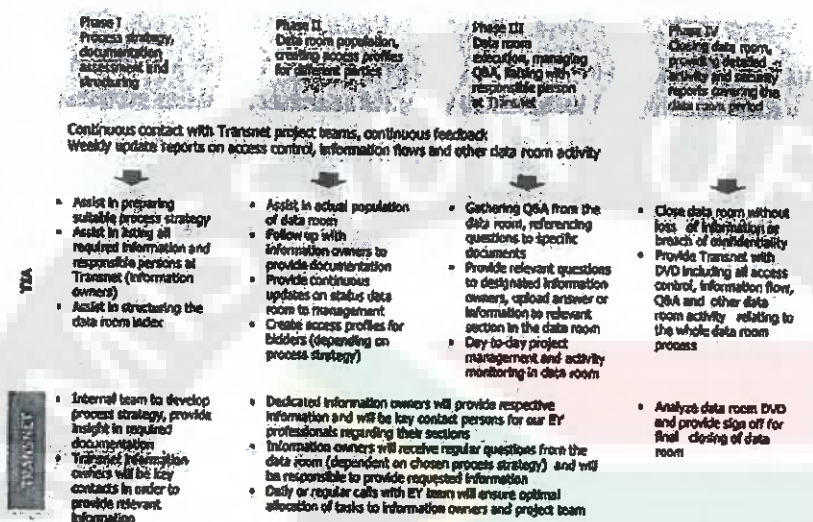 Phase I
Process strategy,
documentation
assessment and
structuring
Phase II
Data room population,
creating access profiles
for different parties
Phase III
Data room
execution, managing
Q&A, liaising with
responsible person
at Transnet
Phase IV
Closing data room,
providing detailed
activity and security
reports covering the
data room period
Continuous contact with Transnet project teams, continuous feedback
Weekly update reports on access control, information flows and other data room activity
• Assist in preparing
suitable process strategy
• Assist in listing all
required information and
responsible persons at
Transnet (information
owners)
• Assist in structuring the
data room index
• Assist in actual population
of data room
• Follow up with
information owners to
provide documentation
• Provide continuous
updates on status data
room to management
• Create access profiles for
bidders (depending on
process strategy)
• Gathering Q&A from the
data room, referencing
questions to specific
documents
• Provide relevant questions
to designated information
owners, upload answer or
information to relevant
section in the data room
• Day-to-day project
management and activity
monitoring in data room
• Close data room without
loss of information or
breach of confidentiality
• Provide Transnet with
DVD including all access
control, information flow,
Q&A and other data
room activity relating to
the whole data room
process
TRANSNET
• Internal team to develop
process strategy, provide
insight in required
documentation
• Transnet information
owners will be key
contacts in order to
provide relevant
information
• Dedicated information owners will provide respective
information and will be key contact persons for our EY
professionals regarding their sections
• Information owners will receive regular questions from the
data room (dependent on chosen process strategy) and will
be responsible to provide requested information
• Daily or regular calls with EY team will ensure optimal
allocation of tasks to information owners and project team
• Analyze data room DVD
and provide sign off for
final closing of data
room